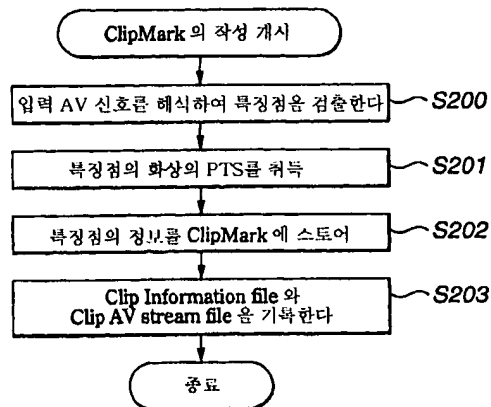 ClipMark 의 작성 개시
입력 AV 신호를 해석하여 특징점을 검출한다
S200
특징점의 화상의 PTS를 취득
S201
특징점의 정보를 ClipMark 에 스토어
S202
Clip Information file 와
Clip AV stream file 을 기록한다
S203
종료